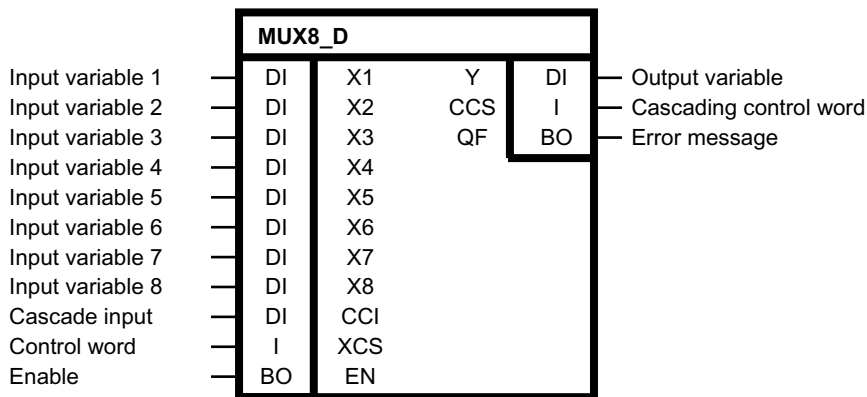 MUX8_D
Input variable 1 DI X1 Y DI Output variable
Input variable 2 DI X2 CCS I Cascading control word
Input variable 3 DI X3 QF BO Error message
Input variable 4 DI X4
Input variable 5 DI X5
Input variable 6 DI X6
Input variable 7 DI X7
Input variable 8 DI X8
Cascade input DI CCI
Control word I XCS
Enable BO EN